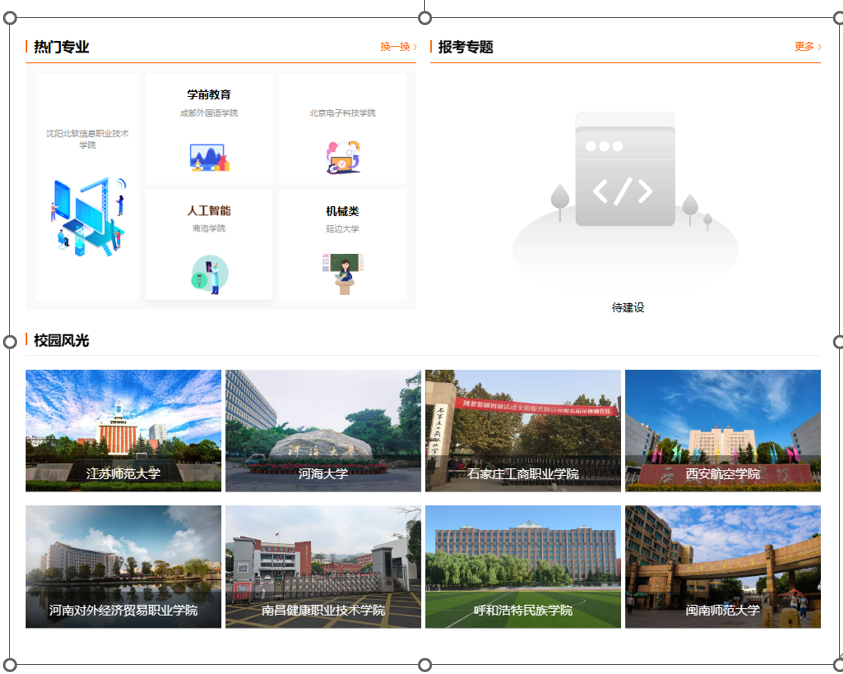 热门专业
换一换 ›
报考专题
更多 ›
沈阳北软信息职业技术
学院
学前教育
成都外国语学院
北京电子科技学院
人工智能
商洛学院
机械类
延边大学
待建设
校园风光
江苏师范大学
河海大学
河海大学
石家庄工商职业学院
西安航空学院
河南对外经济贸易职业学院
南昌健康职业技术学院
呼和浩特民族学院
闽南师范大学